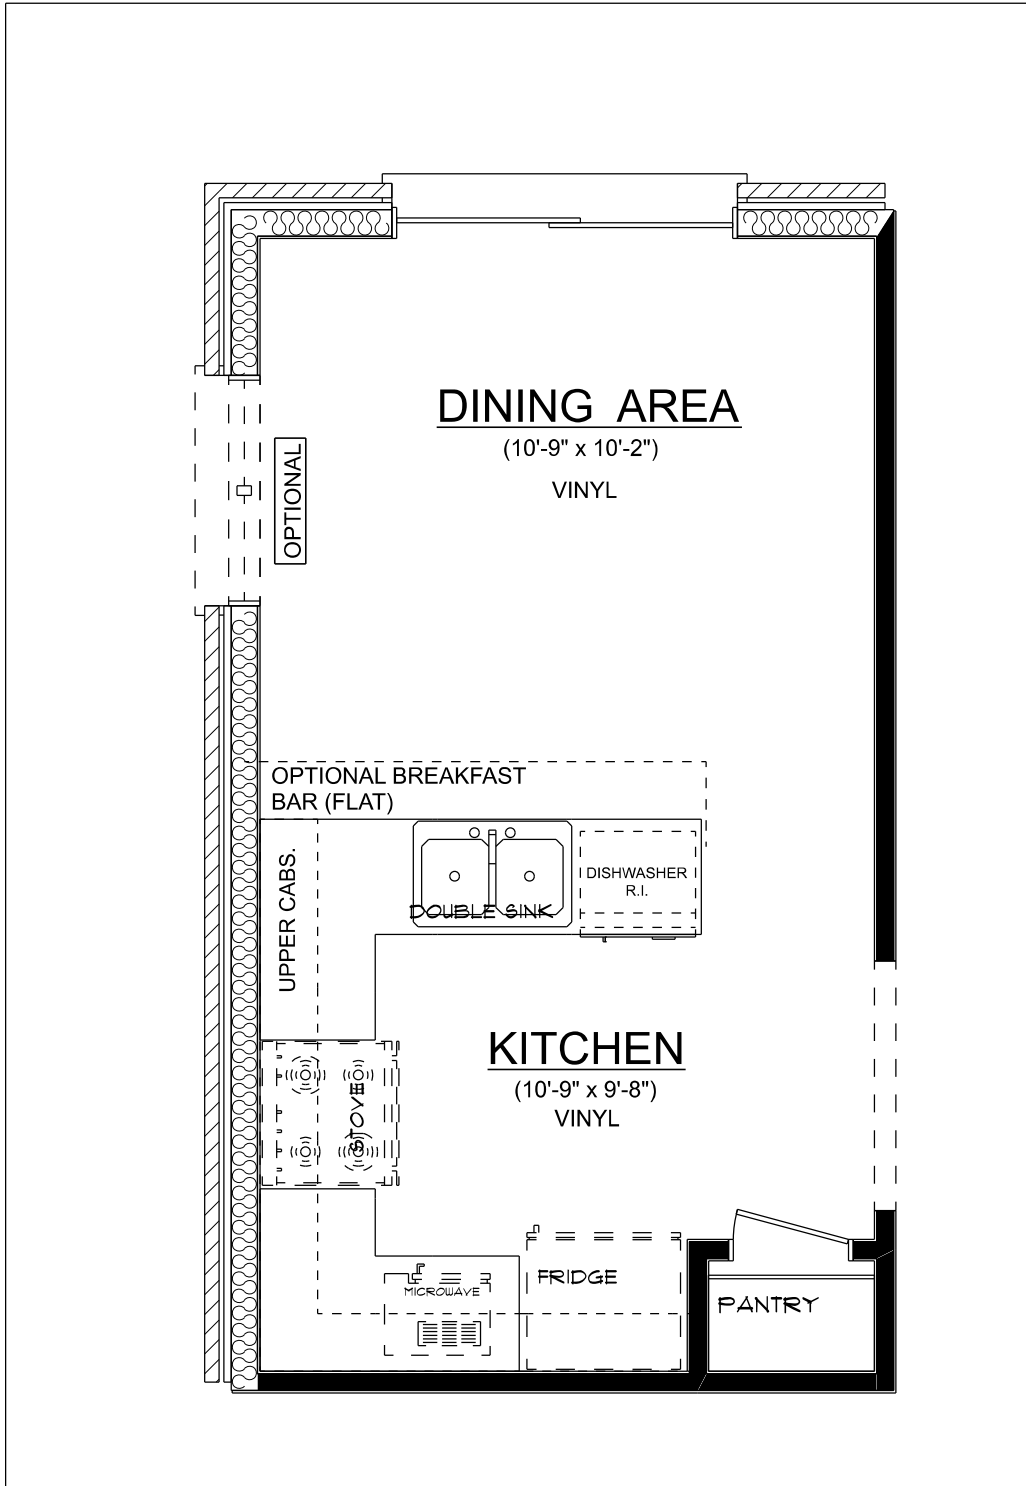 DINING AREA
(10'-9" x 10'-2")
VINYL
OPTIONAL
OPTIONAL BREAKFAST
BAR (FLAT)
UPPER CABS.
DOUBLE SINK
DISHWASHER
R.I.
KITCHEN
(10'-9" x 9'-8")
VINYL
STOVE
MICROWAVE
FRIDGE
PANTRY